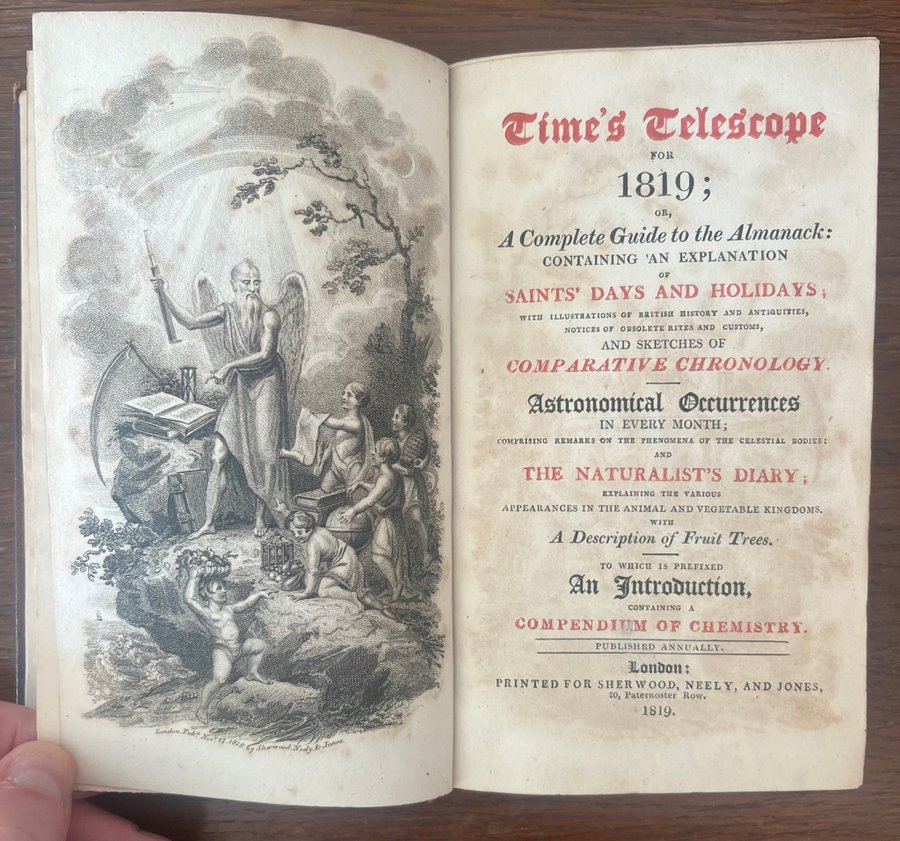 London, Pub.d Nov.r 17, 1818 by Sherwood, Neely, & Jones.
Time's Telescope
FOR
1819;
OR,
A Complete Guide to the Almanack:
CONTAINING AN EXPLANATION
OF
SAINTS' DAYS AND HOLIDAYS;
WITH ILLUSTRATIONS OF BRITISH HISTORY AND ANTIQUITIES,
NOTICES OF OBSOLETE RITES AND CUSTOMS,
AND SKETCHES OF
COMPARATIVE CHRONOLOGY.
Astronomical Occurrences
IN EVERY MONTH;
COMPRISING REMARKS ON THE PHENOMENA OF THE CELESTIAL BODIES:
AND
THE NATURALIST'S DIARY;
EXPLAINING THE VARIOUS
APPEARANCES IN THE ANIMAL AND VEGETABLE KINGDOMS.
WITH
A Description of Fruit Trees.
TO WHICH IS PREFIXED
An Introduction,
CONTAINING A
COMPENDIUM OF CHEMISTRY.
PUBLISHED ANNUALLY.
London:
PRINTED FOR SHERWOOD, NEELY, AND JONES,
20, Paternoster Row.
1819.